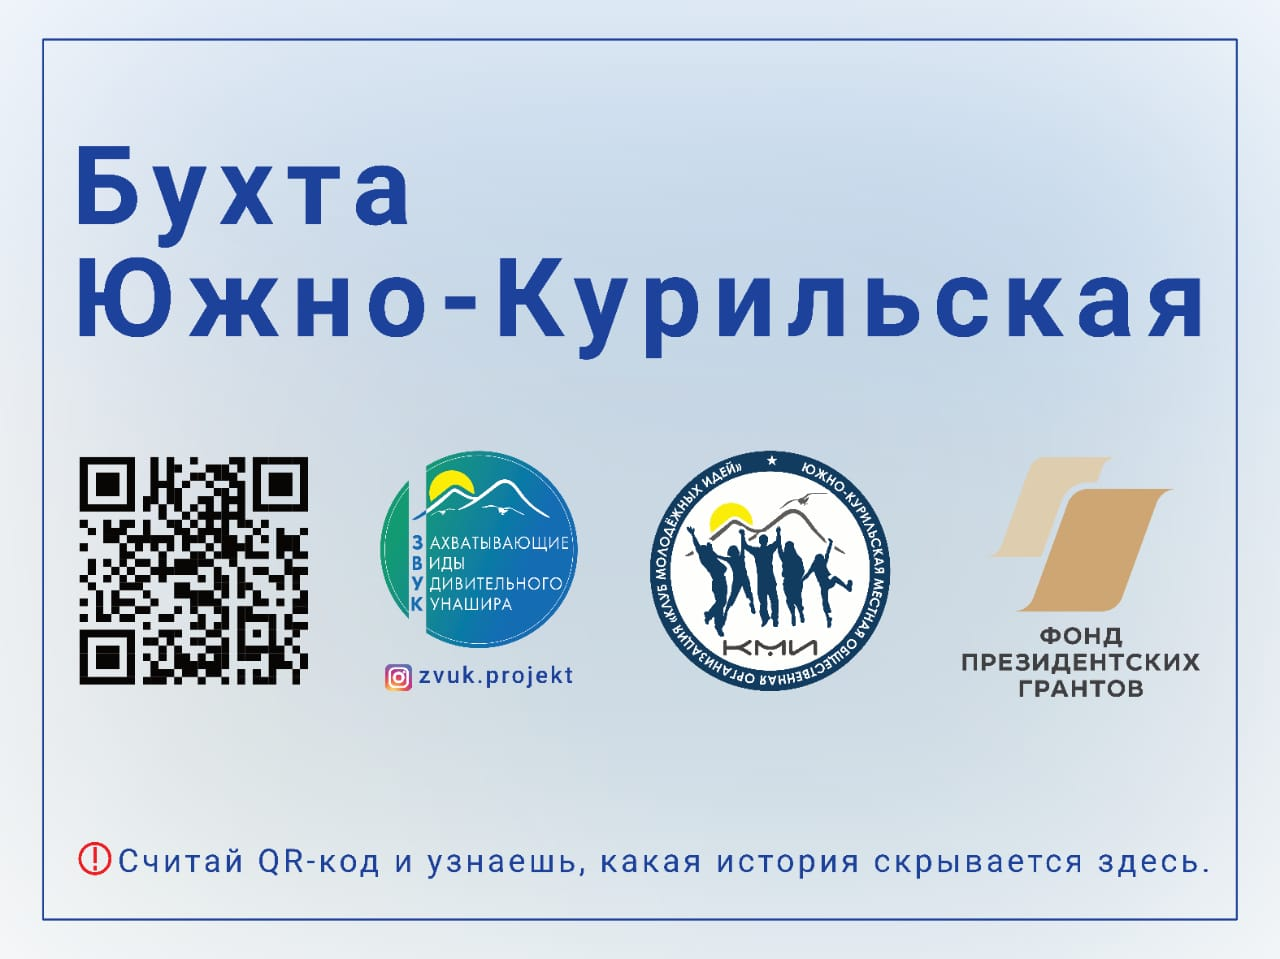 Бухта
Южно-Курильская
ЗАХВАТЫВАЮЩИЕ
ВИДЫ
УДИВИТЕЛЬНОГО
КУНАШИРА
zvuk.projekt
ЮЖНО-КУРИЛЬСКАЯ МЕСТНАЯ ОБЩЕСТВЕННАЯ ОРГАНИЗАЦИЯ «КЛУБ МОЛОДЁЖНЫХ ИДЕЙ»
КМИ
ФОНД
ПРЕЗИДЕНТСКИХ
ГРАНТОВ
Считай QR-код и узнаешь, какая история скрывается здесь.